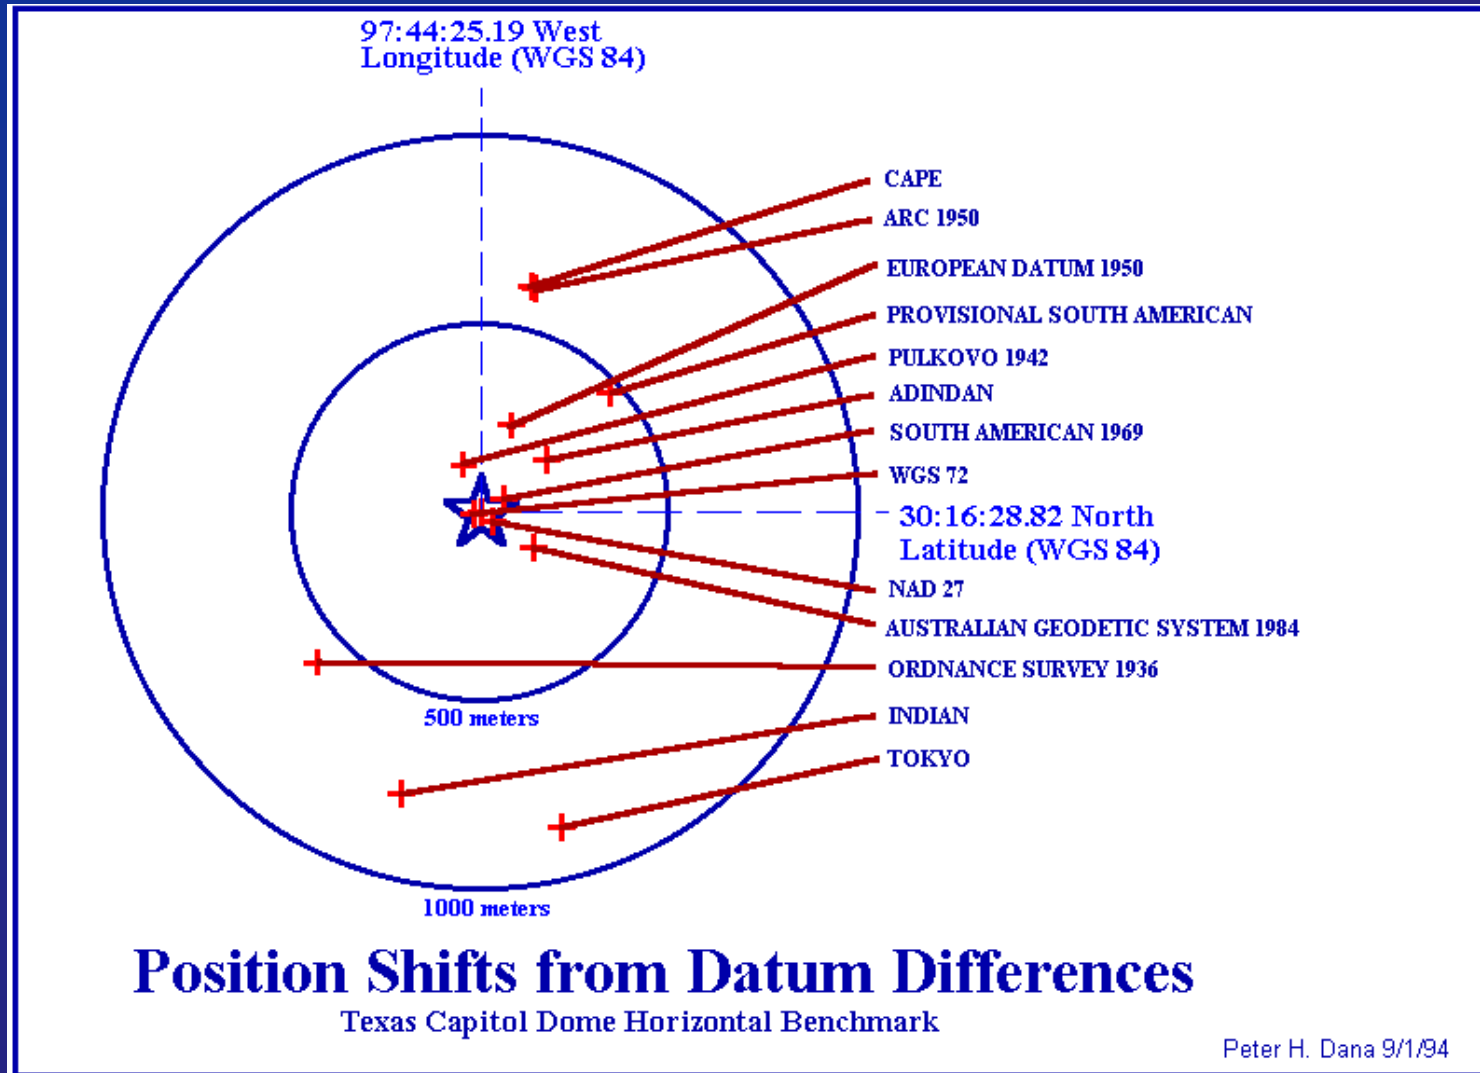 97:44:25.19 West
Longitude (WGS 84)
CAPE
ARC 1950
EUROPEAN DATUM 1950
PROVISIONAL SOUTH AMERICAN
PULKOVO 1942
ADINDAN
SOUTH AMERICAN 1969
WGS 72
30:16:28.82 North
Latitude (WGS 84)
NAD 27
AUSTRALIAN GEODETIC SYSTEM 1984
ORDNANCE SURVEY 1936
500 meters
INDIAN
TOKYO
1000 meters
Position Shifts from Datum Differences
Texas Capitol Dome Horizontal Benchmark
Peter H. Dana 9/1/94